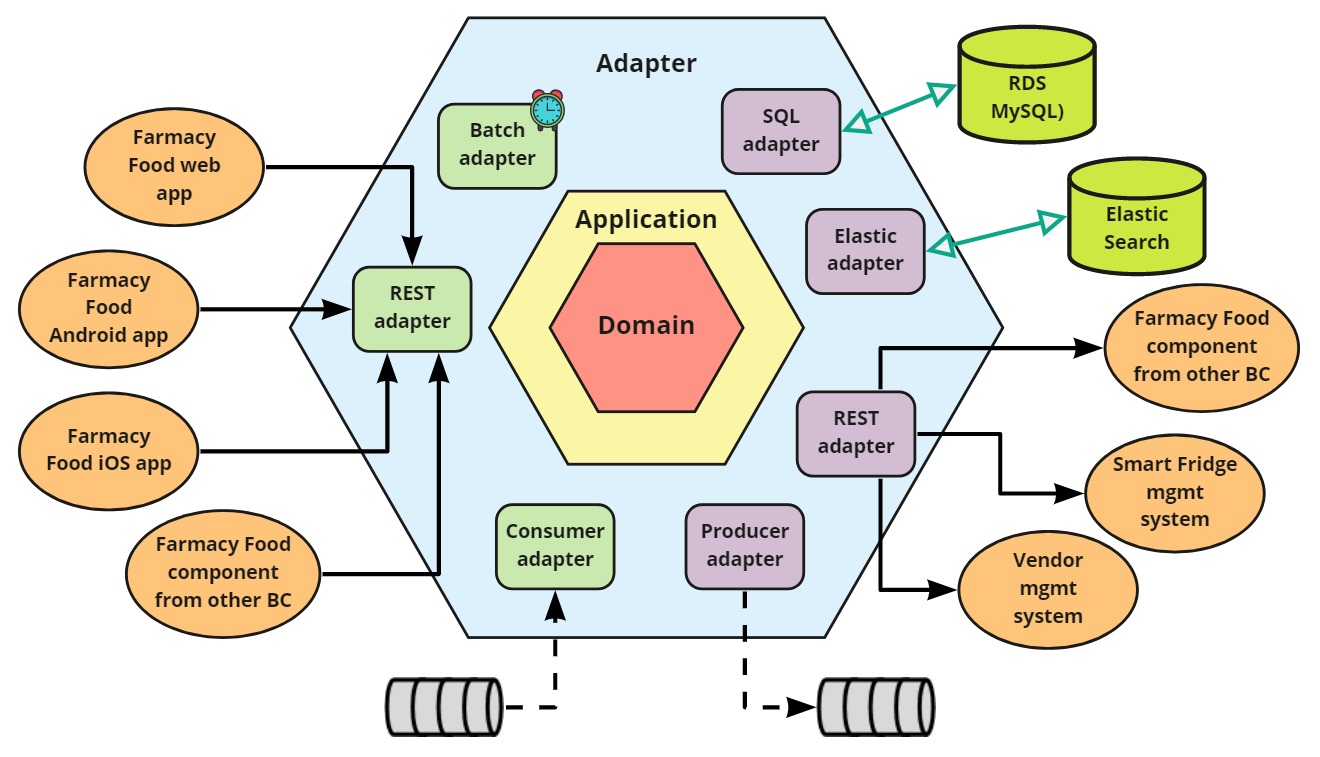 Adapter
Batch
adapter
SQL
adapter
RDS
MySQL)
Farmacy
Food web
app
Application
Elastic
adapter
Elastic
Search
Farmacy
Food
Android app
REST
adapter
Domain
Farmacy Food
component
from other BC
Farmacy
Food iOS app
REST
adapter
Smart Fridge
mgmt
system
Farmacy Food
component
from other BC
Consumer
adapter
Producer
adapter
Vendor
mgmt
system